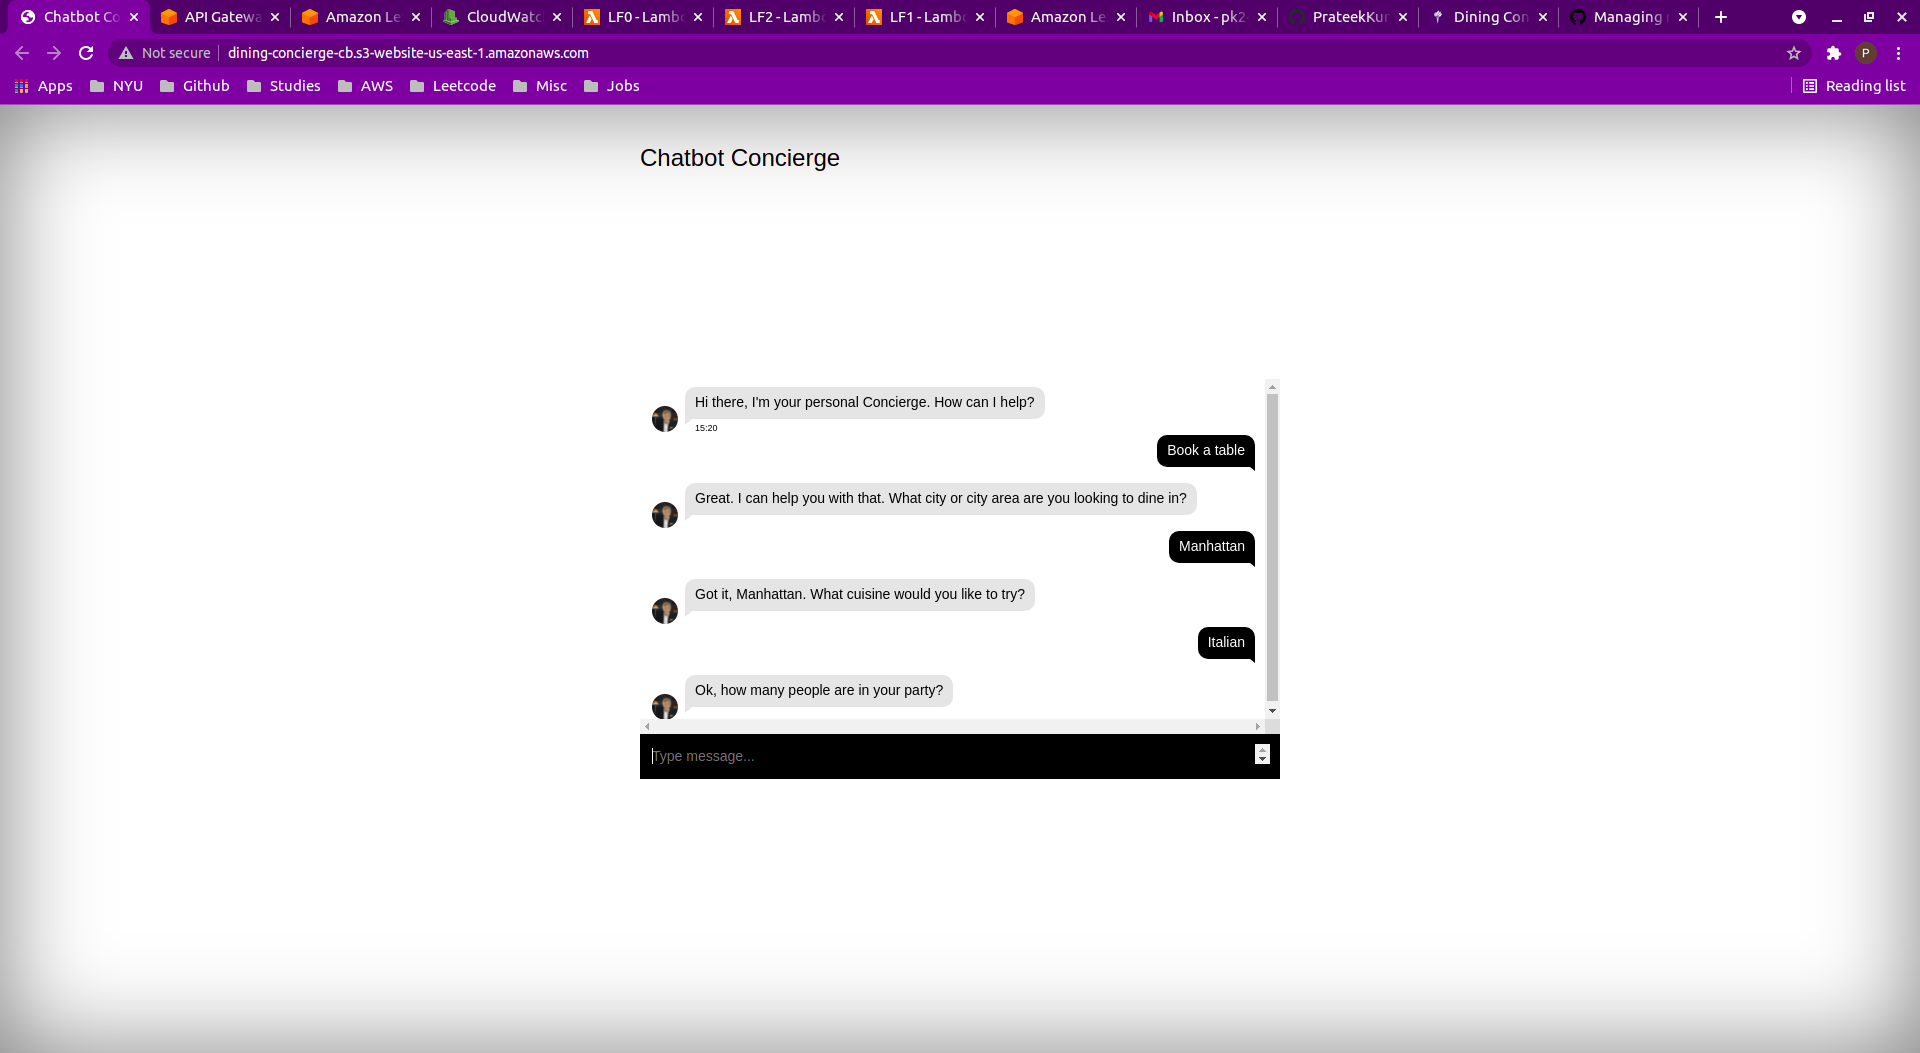 Chatbot Co
API Gatewa
Amazon Le
CloudWatc
LF0 - Lambd
LF2 - Lambd
LF1 - Lambd
Amazon Le
Inbox - pk2
PrateekKur
Dining Con
Managing
Not secure
dining-concierge-cb.s3-website-us-east-1.amazonaws.com
P
Apps
NYU
Github
Studies
AWS
Leetcode
Misc
Jobs
Reading list
Chatbot Concierge
Hi there, I'm your personal Concierge. How can I help?
15:20
Book a table
Great. I can help you with that. What city or city area are you looking to dine in?
Manhattan
Got it, Manhattan. What cuisine would you like to try?
Italian
Ok, how many people are in your party?
Type message...